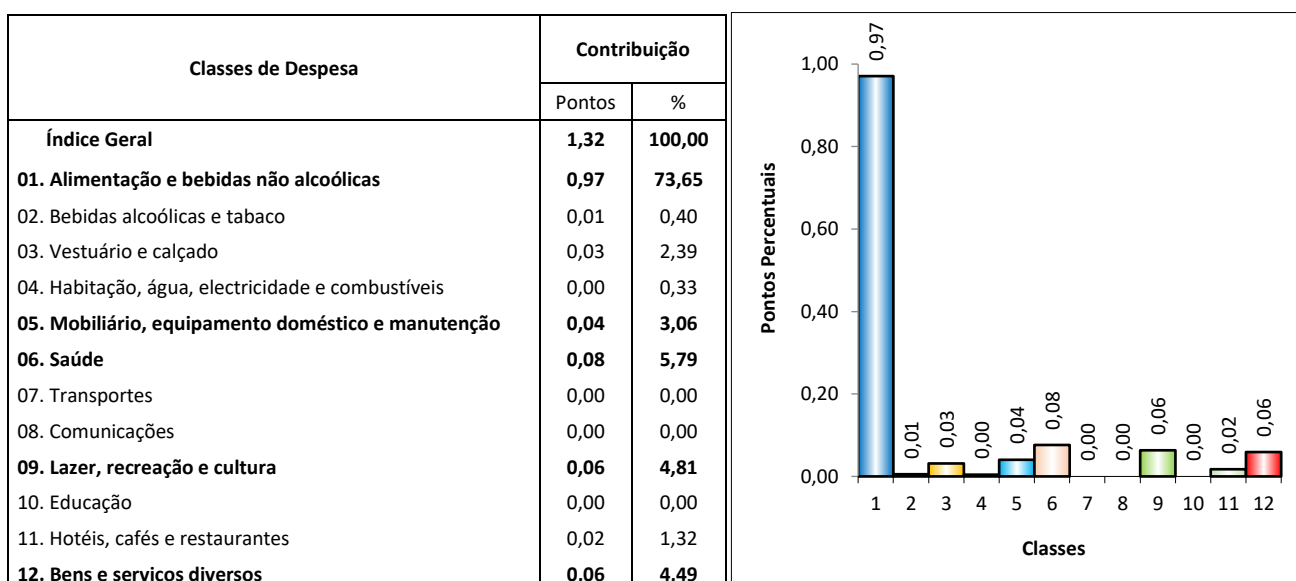 Classes de Despesa Contribuição
Pontos %
Índice Geral 1,32 100,00
01. Alimentação e bebidas não alcoólicas 0,97 73,65
02. Bebidas alcoólicas e tabaco 0,01 0,40
03. Vestuário e calçado 0,03 2,39
04. Habitação, água, electricidade e combustíveis 0,00 0,33
05. Mobiliário, equipamento doméstico e manutenção 0,04 3,06
06. Saúde 0,08 5,79
07. Transportes 0,00 0,00
08. Comunicações 0,00 0,00
09. Lazer, recreação e cultura 0,06 4,81
10. Educação 0,00 0,00
11. Hotéis, cafés e restaurantes 0,02 1,32
12. Bens e serviços diversos 0,06 4,49
Pontos Percentuais
1,00
0,80
0,60
0,40
0,20
0,00
0,97 0,01 0,03 0,00 0,04 0,08 0,00 0,00 0,06 0,00 0,02 0,06
1 2 3 4 5 6 7 8 9 10 11 12
Classes